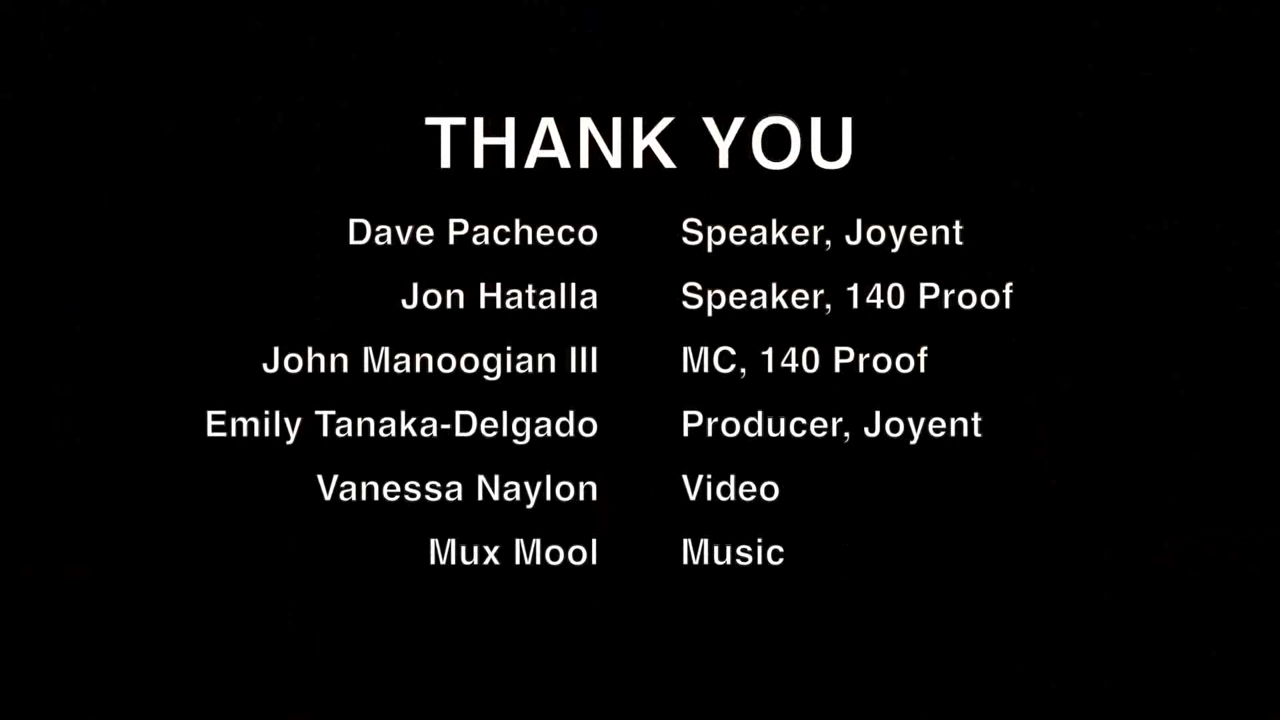 THANK YOU
Dave Pacheco Speaker, Joyent
Jon Hatalla Speaker, 140 Proof
John Manoogian III MC, 140 Proof
Emily Tanaka-Delgado Producer, Joyent
Vanessa Naylon Video
Mux Mool Music